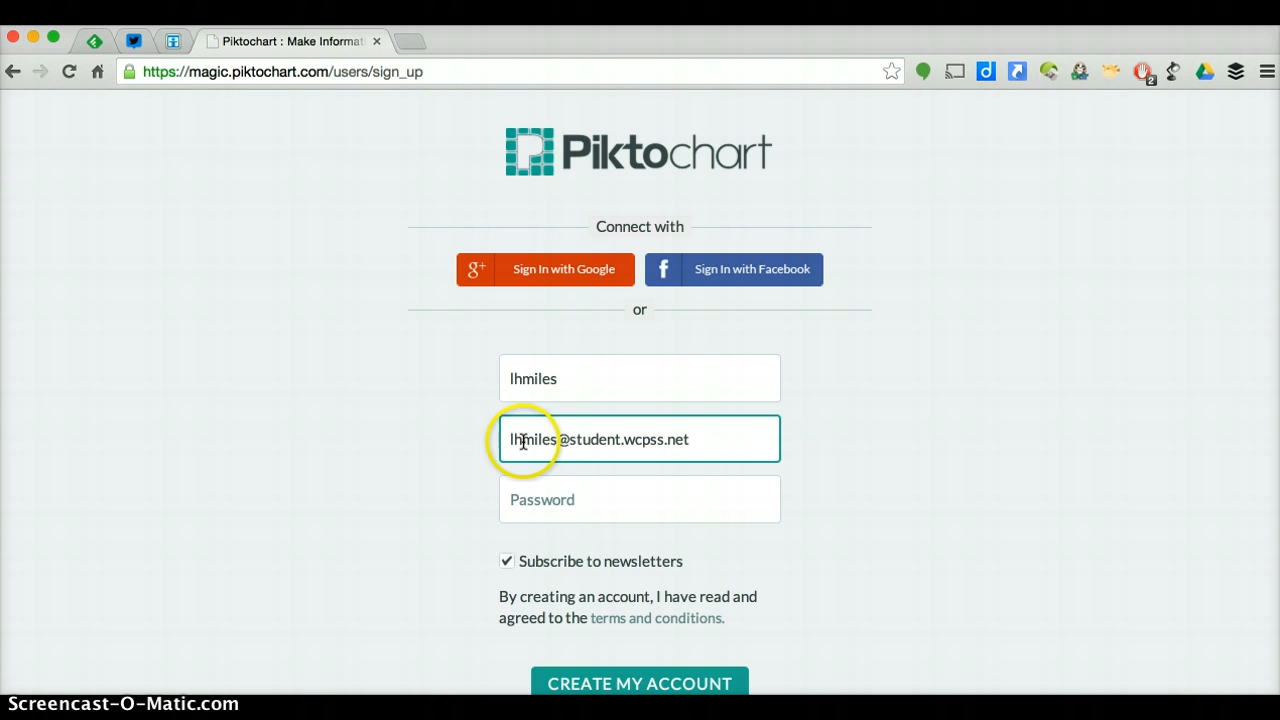 Piktochart : Make Informat
https://magic.piktochart.com/users/sign_up
2
Piktochart
Connect with
g+ Sign In with Google
f Sign In with Facebook
or
lhmiles
lhmiles@student.wcpss.net
Password
Subscribe to newsletters
By creating an account, I have read and
agreed to the terms and conditions.
CREATE MY ACCOUNT
Screencast-O-Matic.com